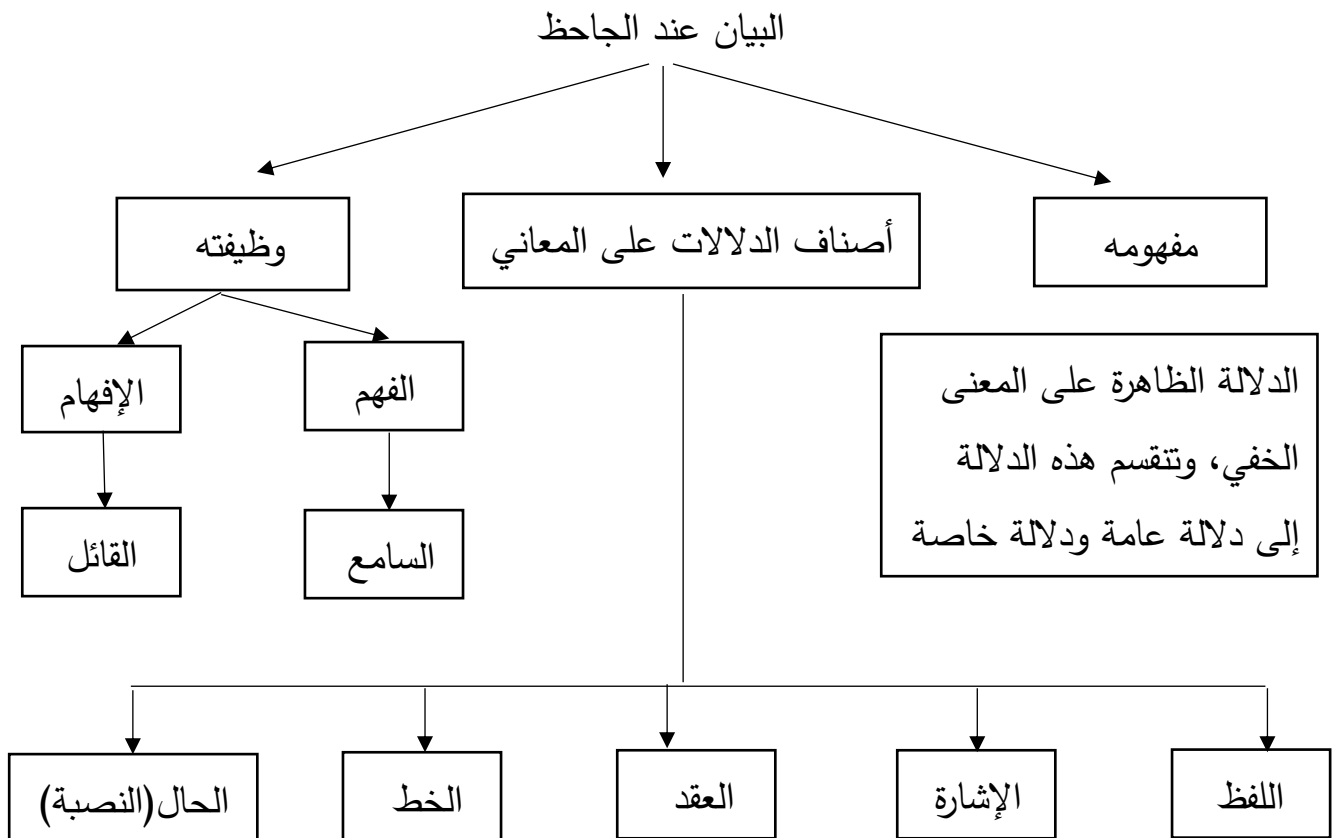 البيان عند الجاحظ
مفهومه
أصناف الدلالات على المعاني
وظيفته
الدلالة الظاهرة على المعنى
الخفي، وتنقسم هذه الدلالة
إلى دلالة عامة ودلالة خاصة
الفهم
الإفهام
السامع
القائل
اللفظ
الإشارة
العقد
الخط
الحال(النصبة)